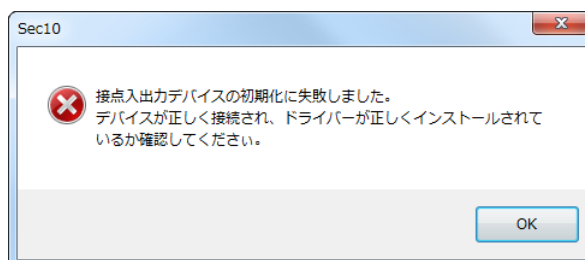 Sec10
接点入出力デバイスの初期化に失敗しました。
デバイスが正しく接続され、ドライバーが正しくインストールされて
いるか確認してください。
OK